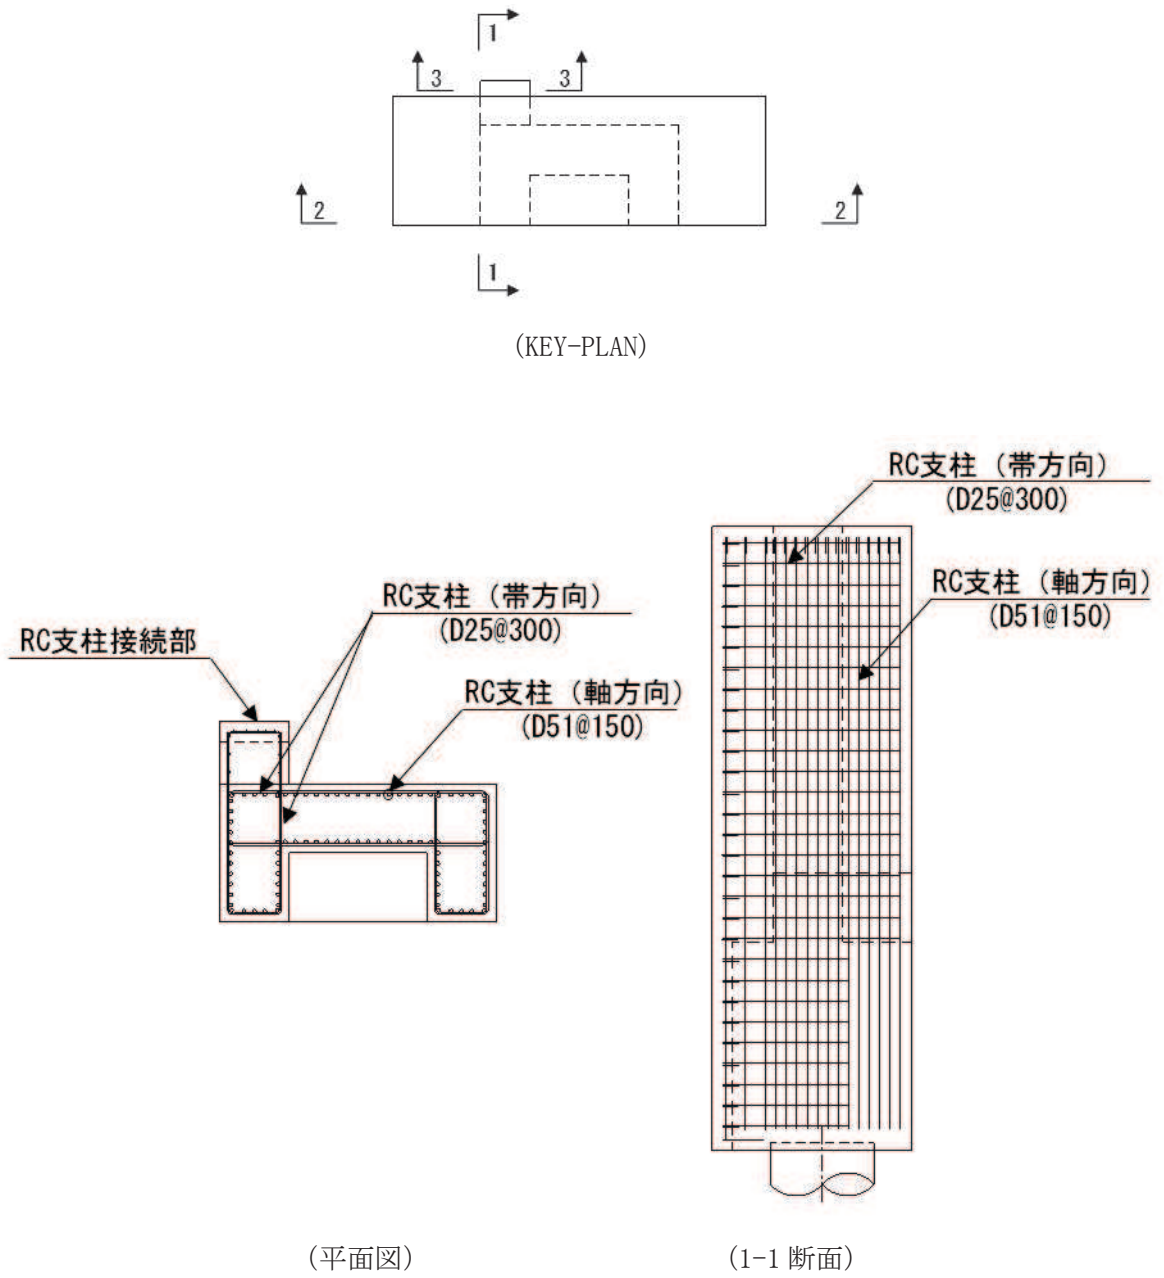 1
3
3
2
2
1
(KEY-PLAN)
RC支柱（帯方向）
(D25@300)
RC支柱（軸方向）
(D51@150)
RC支柱（帯方向）
(D25@300)
RC支柱接続部
RC支柱（軸方向）
(D51@150)
(平面図)
(1-1 断面)